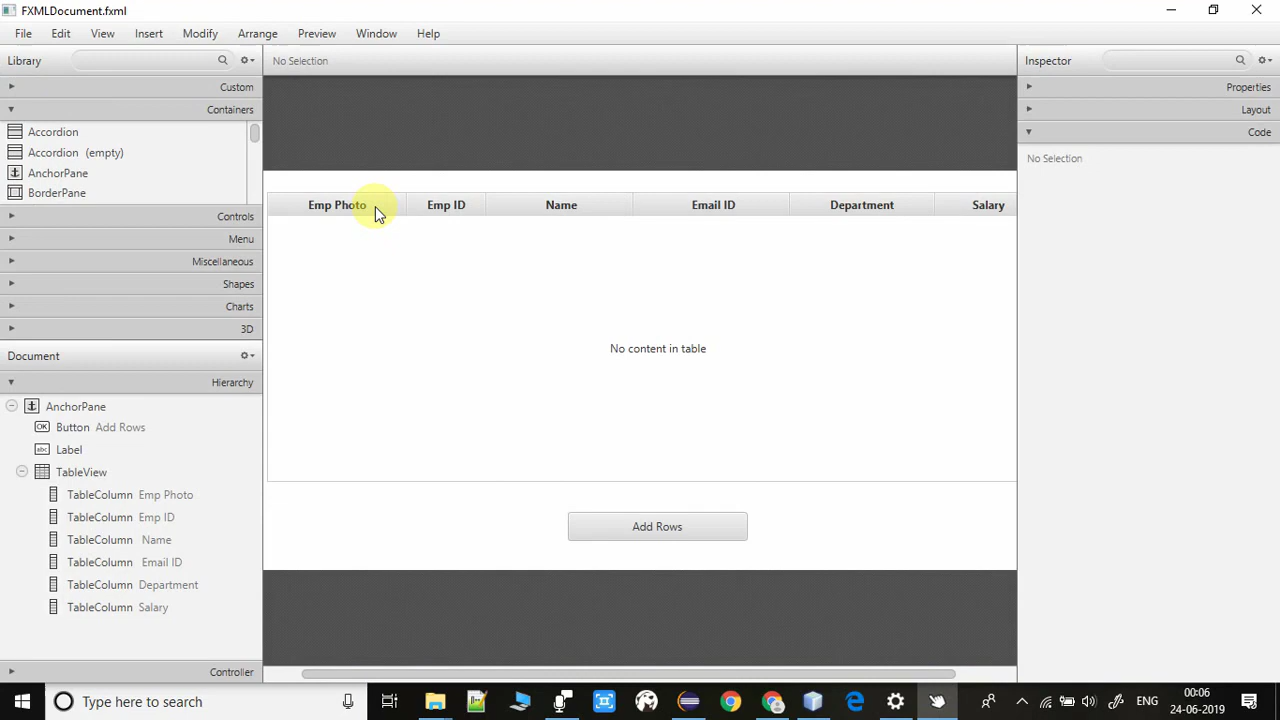 FXMLDocument.fxml
File Edit View Insert Modify Arrange Preview Window Help
Library
No Selection
Inspector
Custom
Containers
Accordion
Accordion (empty)
AnchorPane
BorderPane
Controls
Menu
Miscellaneous
Shapes
Charts
3D
Document
Hierarchy
AnchorPane
OK Button Add Rows
abc Label
TableView
TableColumn Emp Photo
TableColumn Emp ID
TableColumn Name
TableColumn Email ID
TableColumn Department
TableColumn Salary
Controller
Emp Photo Emp ID Name Email ID Department Salary
No content in table
Add Rows
Properties
Layout
Code
No Selection
Type here to search
ENG
00:06
24-06-2019